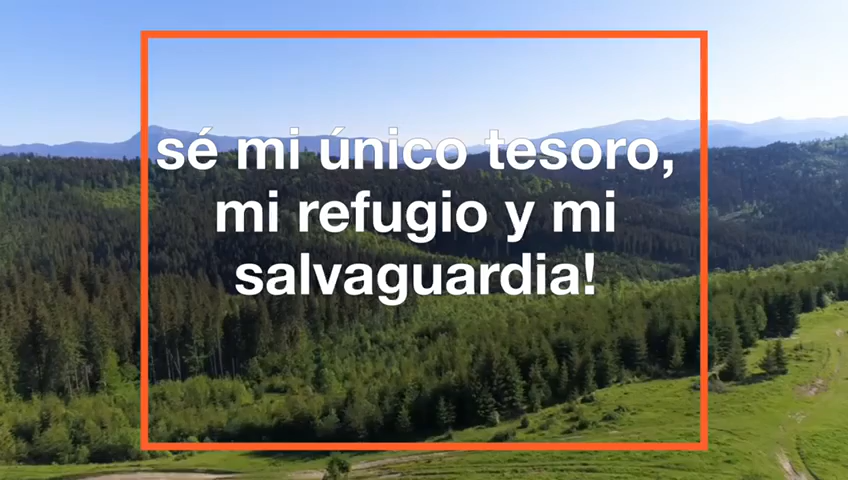 sé mi único tesoro,
mi refugio y mi
salvaguardia!